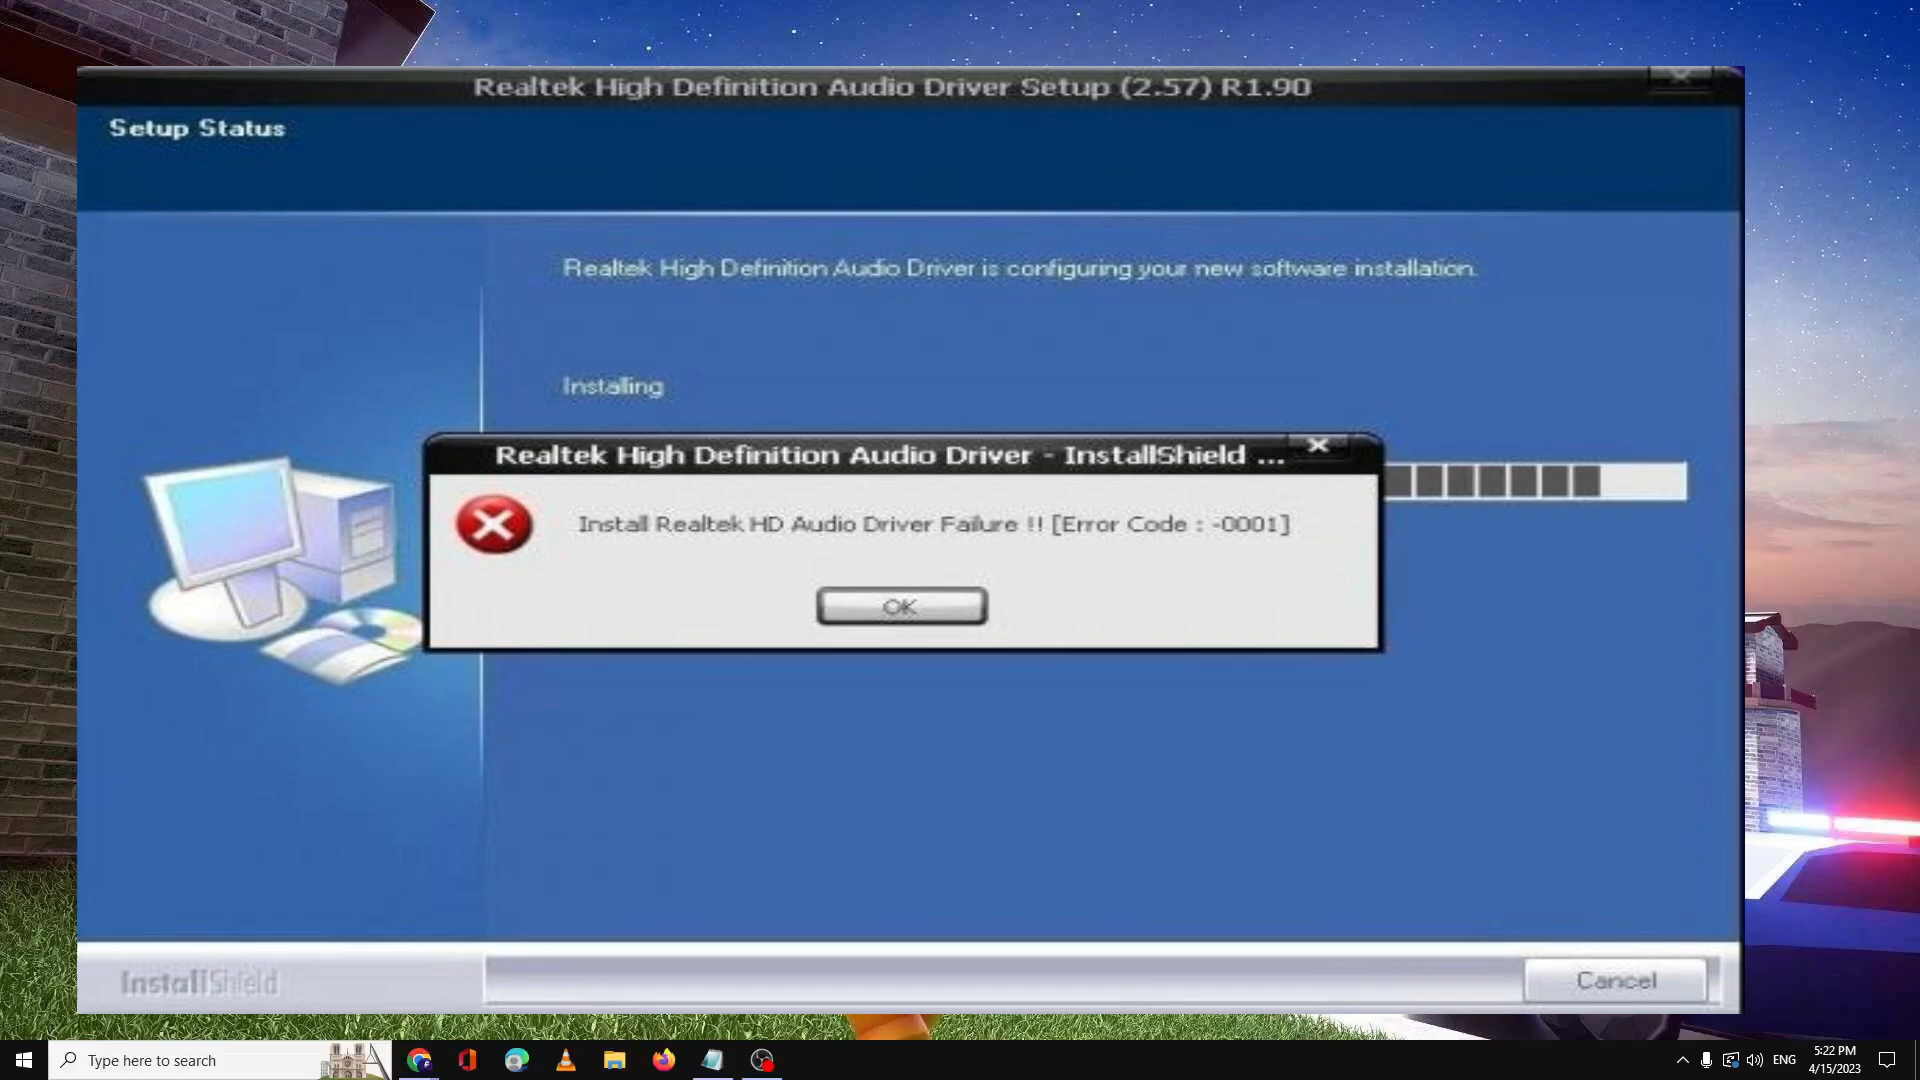 Realtek High Definition Audio Driver Setup (2.57) R1.90
Setup Status
Realtek High Definition Audio Driver is configuring your new software installation.
Installing
Realtek High Definition Audio Driver - InstallShield ...
Install Realtek HD Audio Driver Failure !! [Error Code : -0001]
OK
InstallShield
Cancel
Type here to search
ENG
5:22 PM
4/15/2023